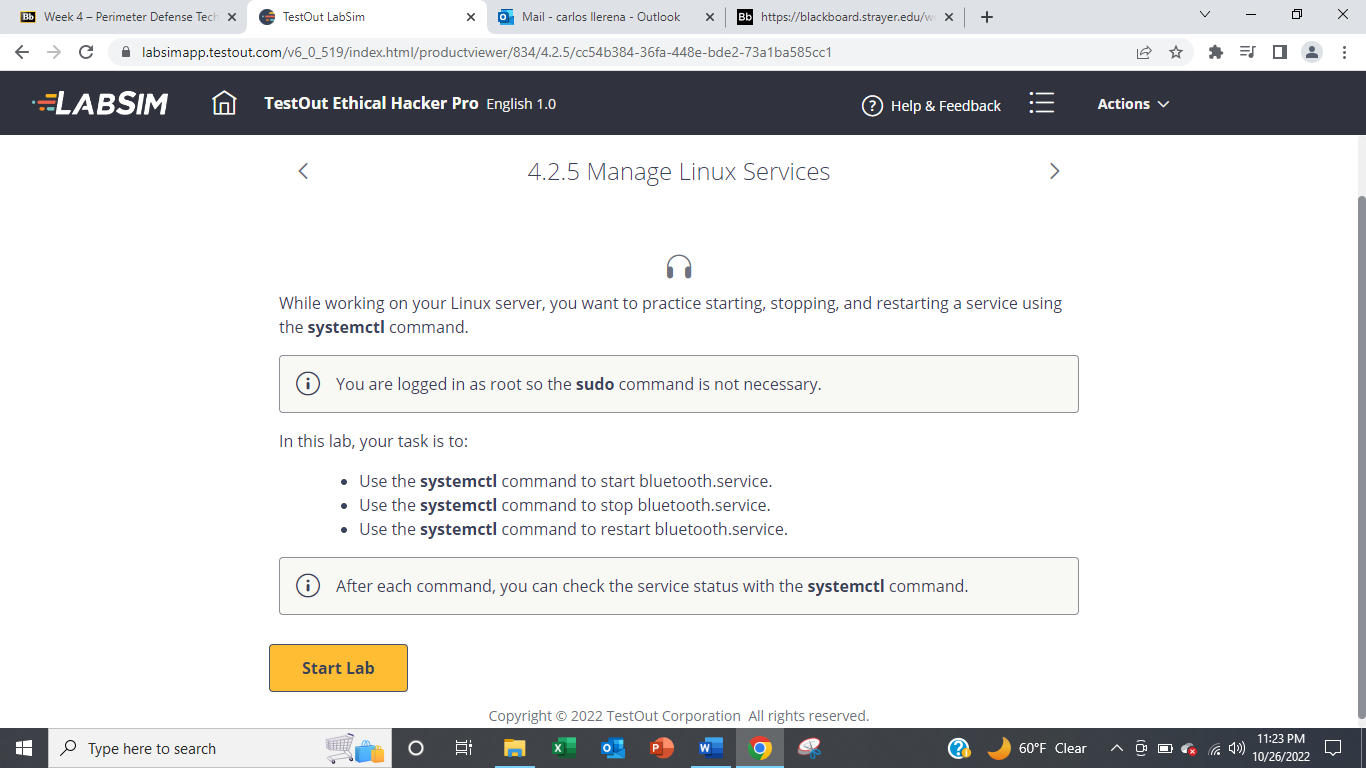 Week 4 – Perimeter Defense Tech
TestOut LabSim
Mail - carlos llerena - Outlook
https://blackboard.strayer.edu/w
labsimapp.testout.com/v6_0_519/index.html/productviewer/834/4.2.5/cc54b384-36fa-448e-bde2-73a1ba585cc1
LABSIM
TestOut Ethical Hacker Pro English 1.0
Help & Feedback
Actions
4.2.5 Manage Linux Services
While working on your Linux server, you want to practice starting, stopping, and restarting a service using
the systemctl command.
You are logged in as root so the sudo command is not necessary.
In this lab, your task is to:
• Use the systemctl command to start bluetooth.service.
• Use the systemctl command to stop bluetooth.service.
• Use the systemctl command to restart bluetooth.service.
After each command, you can check the service status with the systemctl command.
Start Lab
Copyright © 2022 TestOut Corporation All rights reserved.
Type here to search
60°F Clear
11:23 PM
10/26/2022